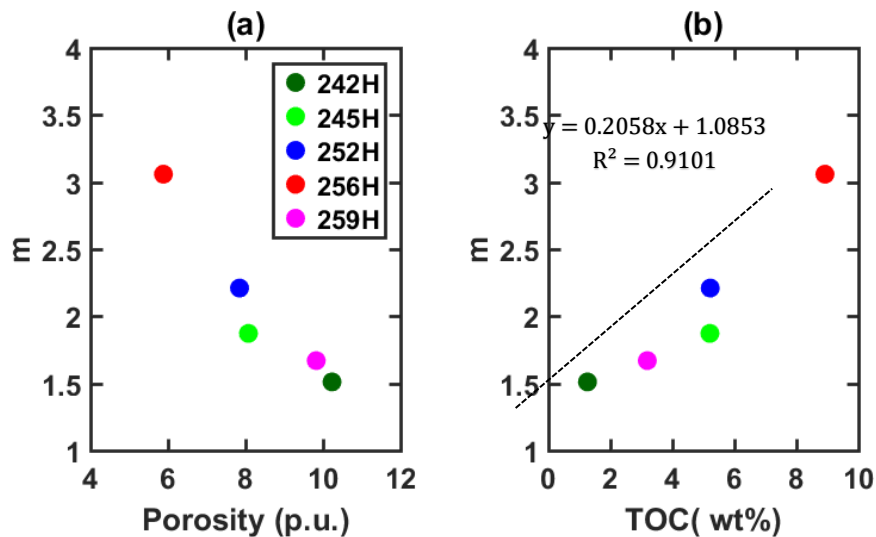 (a)
4
3.5
3
2.5
2
1.5
1
m
4 6 8 10 12
Porosity (p.u.)
242H
245H
252H
256H
259H
(b)
4
3.5
3
2.5
2
1.5
1
m
y = 0.2058x + 1.0853
R² = 0.9101
0 2 4 6 8 10
TOC( wt%)